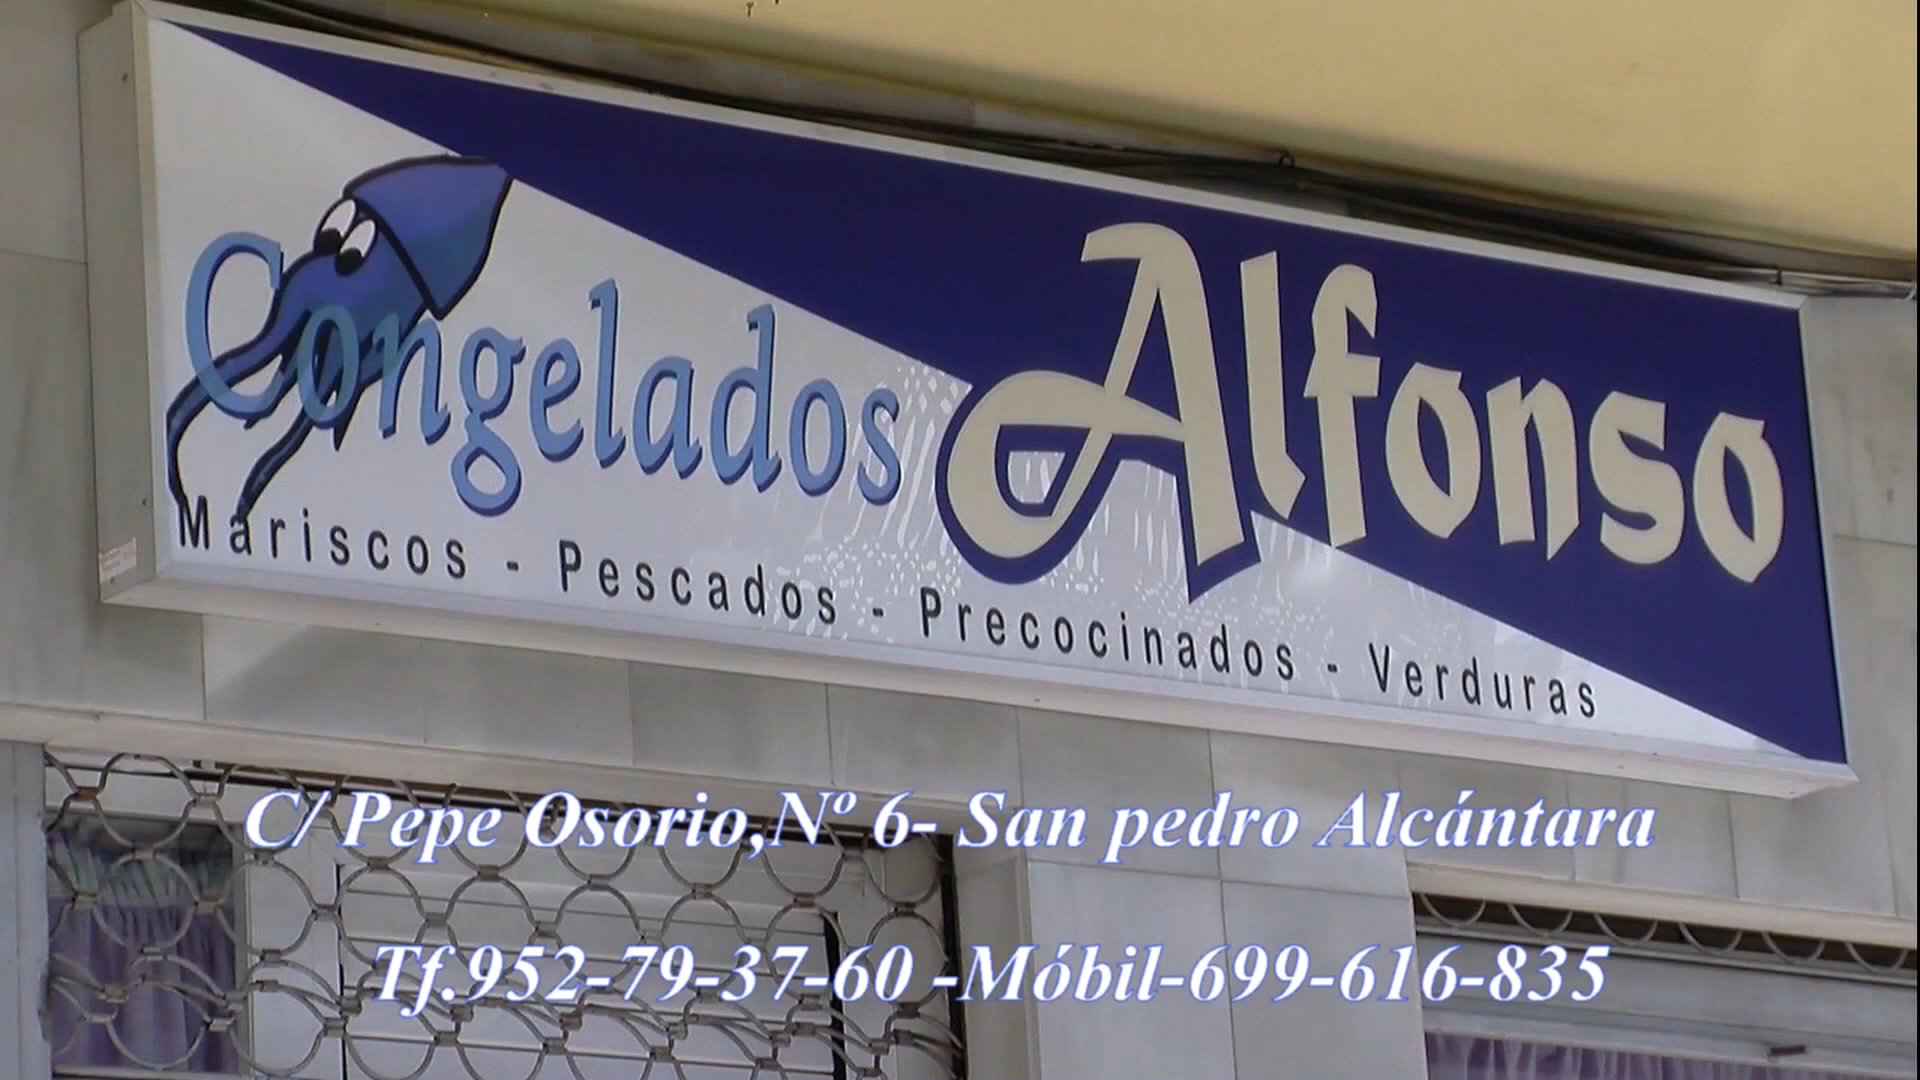 Congelados Alfonso
Mariscos - Pescados - Precocinados - Verduras
C/ Pepe Osorio,Nº 6- San pedro Alcántara
Tf.952-79-37-60 -Móbil-699-616-835